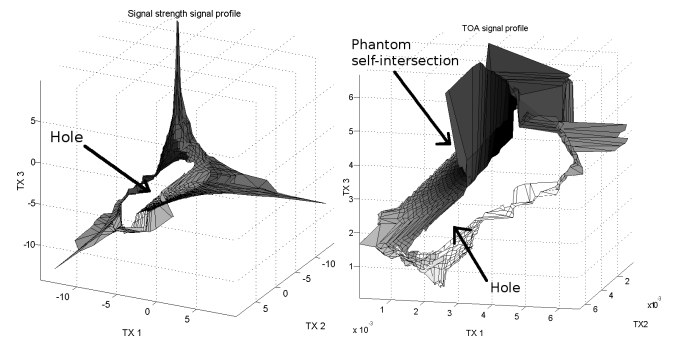 Signal strength signal profile
Hole
5
0
-5
-10
TX 3
-10
-5
0
5
TX 1
5
0
-5
-10
TX 2
TOA signal profile
Phantom
self-intersection
6
5
4
3
2
1
TX 3
Hole
1
2
3
4
5
6
x 10 -3
TX 1
6
4
2
x10 -3
TX2